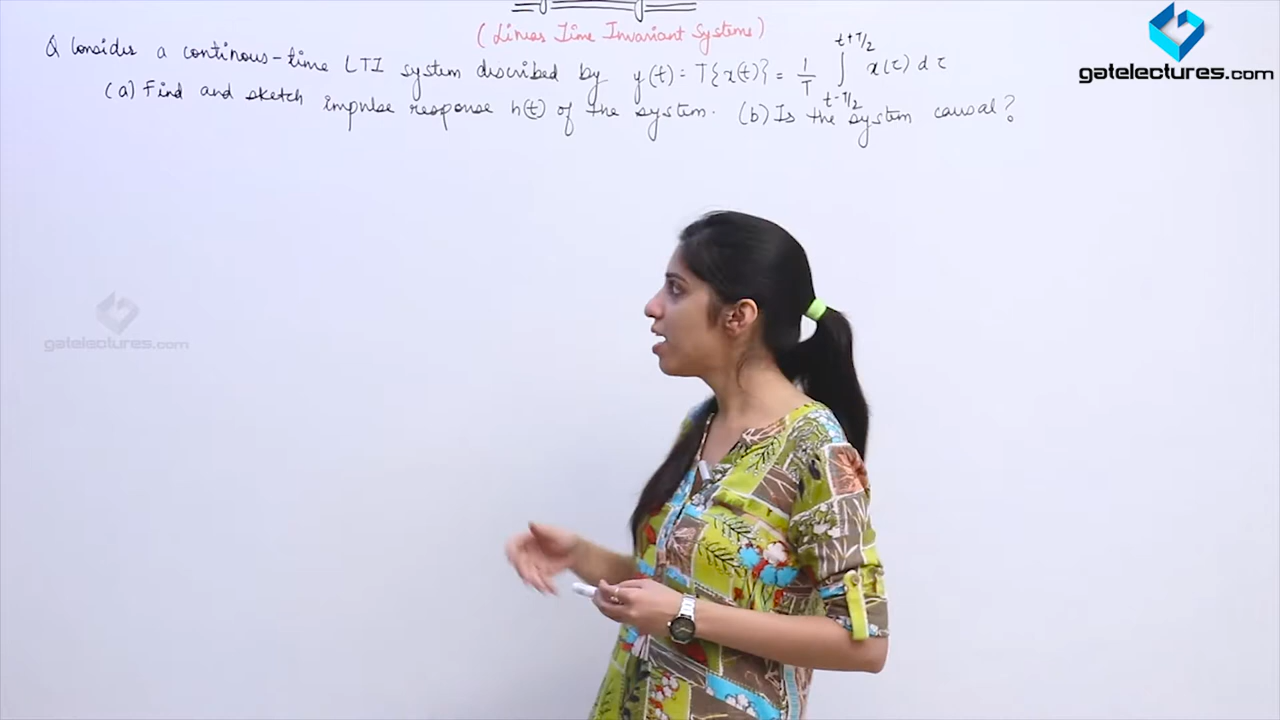 (Linear Time Invariant Systems)
Q Consider a continous-time LTI system discribed by y(t) = T{x(t)} = 1/T ∫_{t-T/2}^{t+T/2} x(τ) dτ
(a) Find and sketch impulse response h(t) of the system. (b) Is the system causal?
gatelectures.com
gatelectures.com